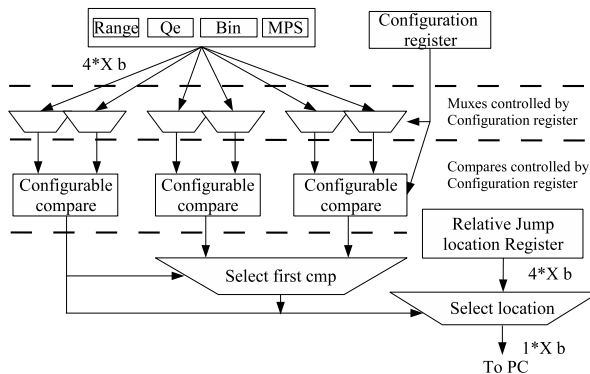 Range Qe Bin MPS
Configuration
register
4*X b
Muxes controlled by
Configuration register
Compares controlled by
Configuration register
Configurable
compare
Configurable
compare
Configurable
compare
Relative Jump
location Register
Select first cmp
4*X b
Select location
1*X b
To PC